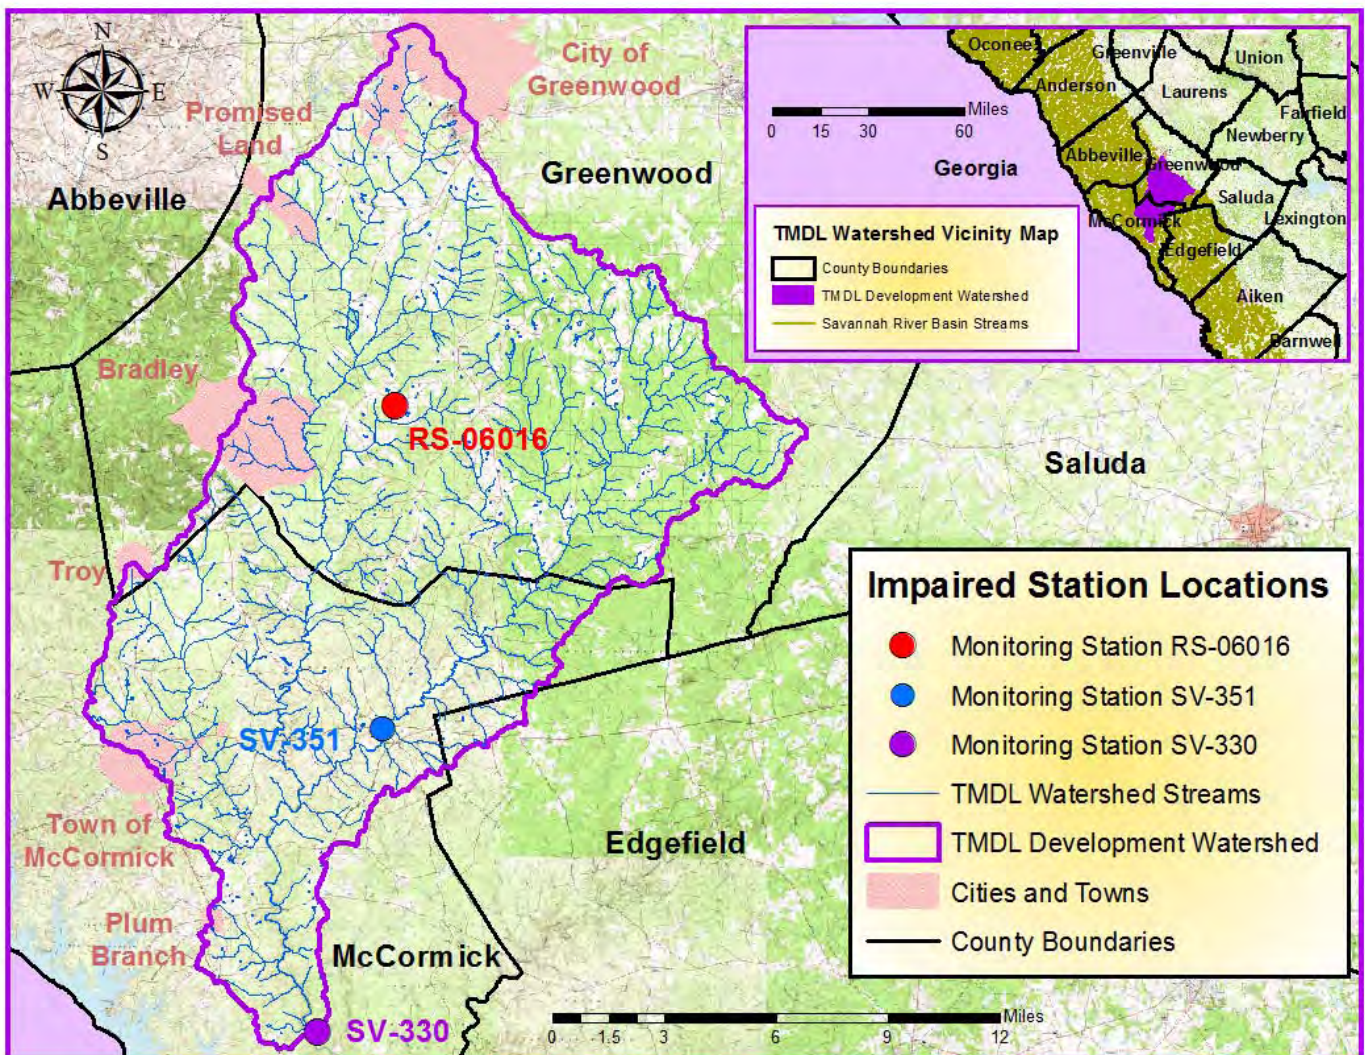 N
W
E
S
City of
Greenwood
Promised
Land
Abbeville
Greenwood
Bradley
RS-06016
Saluda
Troy
SV-351
Town of
McCormick
Edgefield
Plum
Branch
McCormick
SV-330
Miles
0 1.5 3 6 9 12
Oconee
Greenville
Union
Anderson
Laurens
Fairfield
Newberry
Abbeville
Greenwood
Saluda
Lexington
McCormick
Edgefield
Aiken
Barnwell
Georgia
Miles
0 15 30 60
TMDL Watershed Vicinity Map
County Boundaries
TMDL Development Watershed
Savannah River Basin Streams
Impaired Station Locations
Monitoring Station RS-06016
Monitoring Station SV-351
Monitoring Station SV-330
TMDL Watershed Streams
TMDL Development Watershed
Cities and Towns
County Boundaries